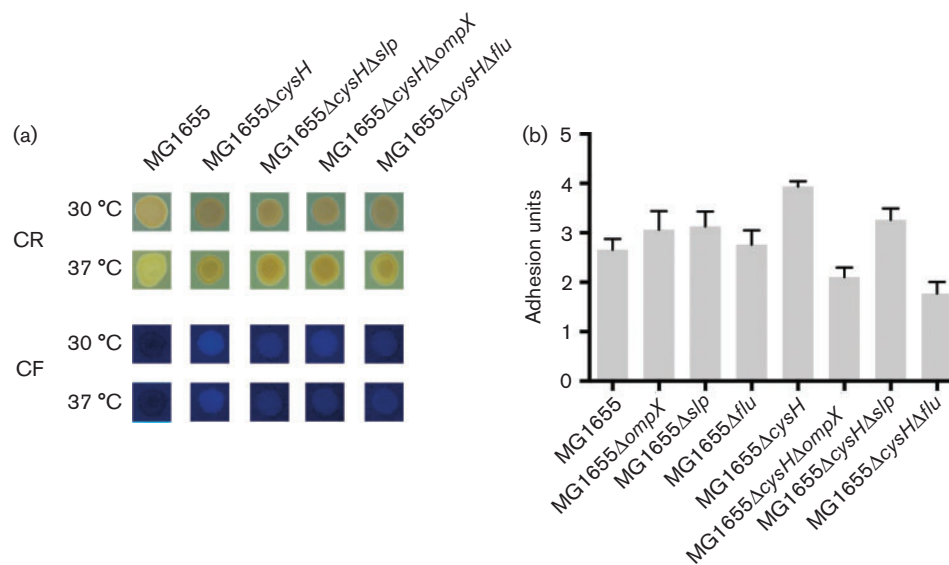 (a)
MG1655
MG1655ΔcysH
MG1655ΔcysHΔslp
MG1655ΔcysHΔompX
MG1655ΔcysHΔflu
CR
30 °C
37 °C
CF
30 °C
37 °C
(b)
Adhesion units
5
4
3
2
1
0
MG1655
MG1655ΔompX
MG1655Δslp
MG1655Δflu
MG1655ΔcysH
MG1655ΔcysHΔompX
MG1655ΔcysHΔslp
MG1655ΔcysHΔflu